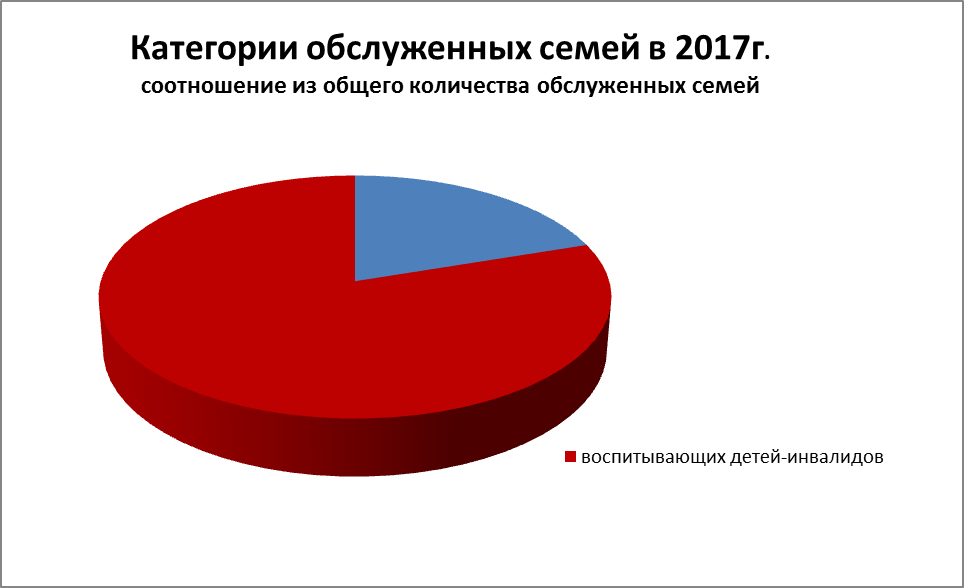 Категории обслуженных семей в 2017г.
соотношение из общего количества обслуженных семей
воспитывающих детей-инвалидов